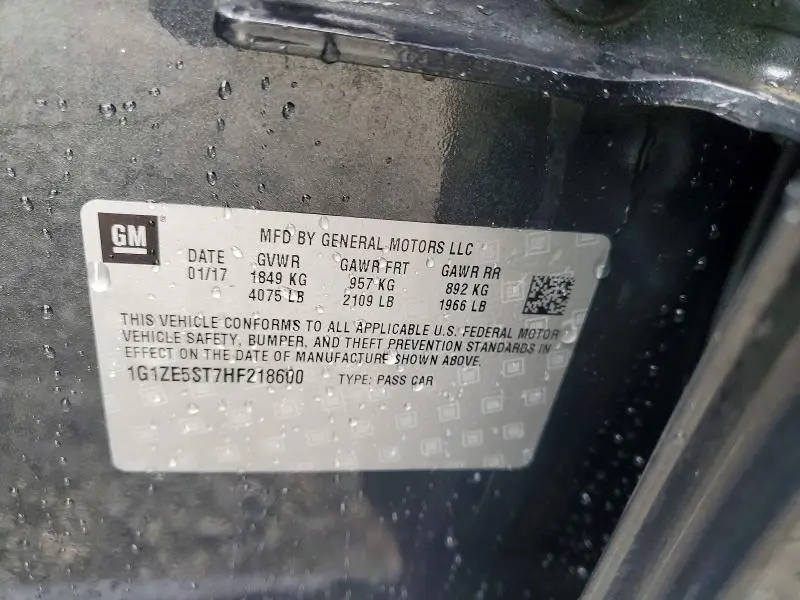 GM
MFD BY GENERAL MOTORS LLC
DATE GVWR GAWR FRT GAWR RR
01/17 1849 KG 957 KG 892 KG
4075 LB 2109 LB 1966 LB
THIS VEHICLE CONFORMS TO ALL APPLICABLE U.S. FEDERAL MOTOR
VEHICLE SAFETY, BUMPER, AND THEFT PREVENTION STANDARDS IN
EFFECT ON THE DATE OF MANUFACTURE SHOWN ABOVE.
1G1ZE5ST7HF218600 TYPE: PASS CAR